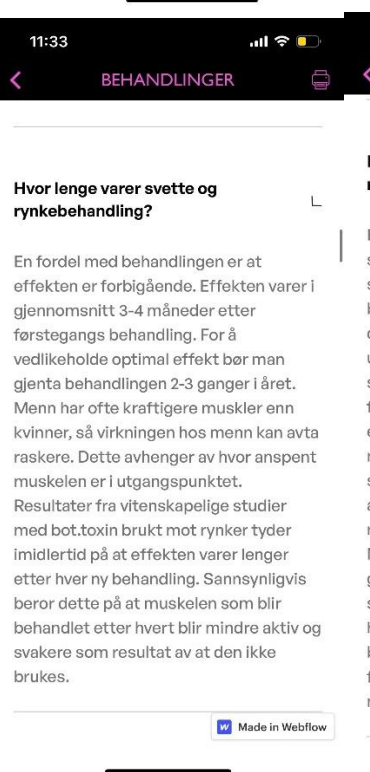 11:33
BEHANDLINGER
Hvor lenge varer svette og
rynkebehandling?
En fordel med behandlingen er at
effekten er forbigående. Effekten varer i
gjennomsnitt 3-4 måneder etter
førstegangs behandling. For å
vedlikeholde optimal effekt bør man
gjenta behandlingen 2-3 ganger i året.
Menn har ofte kraftigere muskler enn
kvinner, så virkningen hos menn kan avta
raskere. Dette avhenger av hvor anspent
muskelen er i utgangspunktet.
Resultater fra vitenskapelige studier
med bot.toxin brukt mot rynker tyder
imidlertid på at effekten varer lenger
etter hver ny behandling. Sannsynligvis
beror dette på at muskelen som blir
behandlet etter hvert blir mindre aktiv og
svakere som resultat av at den ikke
brukes.
Made in Webflow